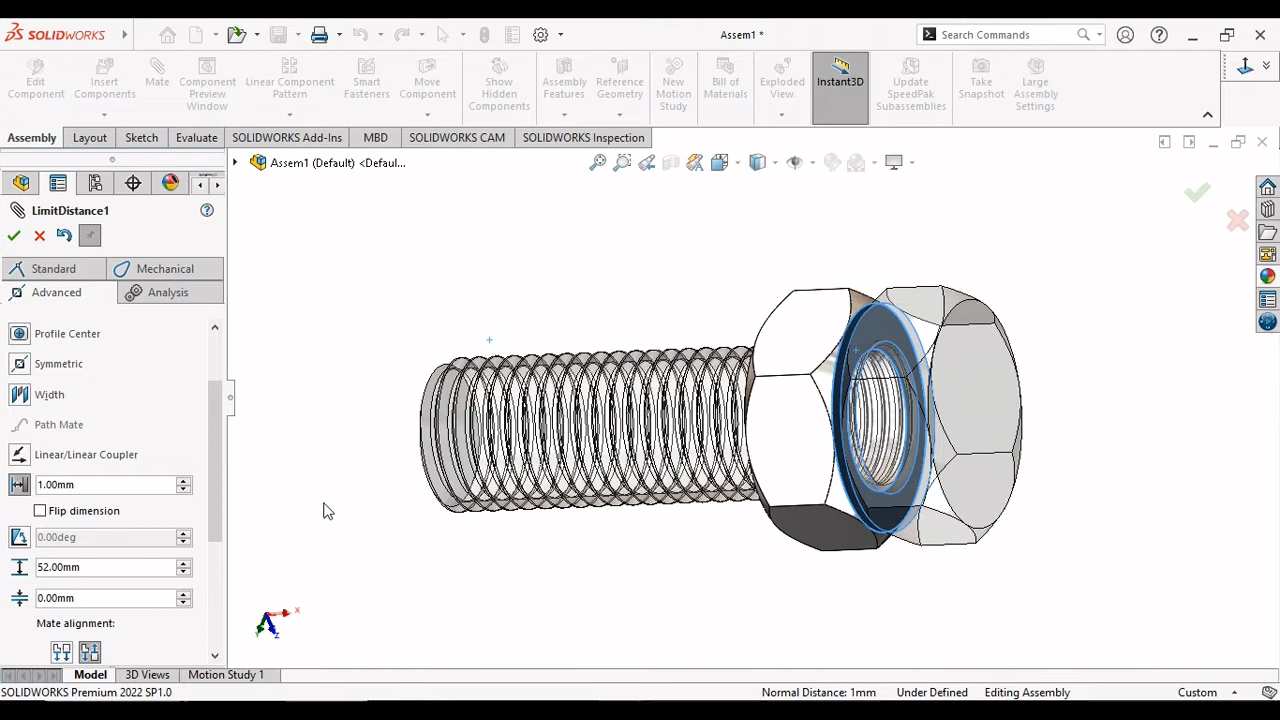 SOLIDWORKS
Assem1 *
Search Commands
Edit Component
Insert Components
Mate
Component Preview Window
Linear Component Pattern
Smart Fasteners
Move Component
Show Hidden Components
Assembly Features
Reference Geometry
New Motion Study
Bill of Materials
Exploded View
Instant3D
Update SpeedPak Subassemblies
Take Snapshot
Large Assembly Settings
Assembly
Layout
Sketch
Evaluate
SOLIDWORKS Add-Ins
MBD
SOLIDWORKS CAM
SOLIDWORKS Inspection
Assem1 (Default) <Defaul...
LimitDistance1
Standard
Mechanical
Advanced
Analysis
Profile Center
Symmetric
Width
Path Mate
Linear/Linear Coupler
1.00mm
Flip dimension
0.00deg
52.00mm
0.00mm
Mate alignment:
X
Y
Z
Model
3D Views
Motion Study 1
SOLIDWORKS Premium 2022 SP1.0
Normal Distance: 1mm
Under Defined
Editing Assembly
Custom